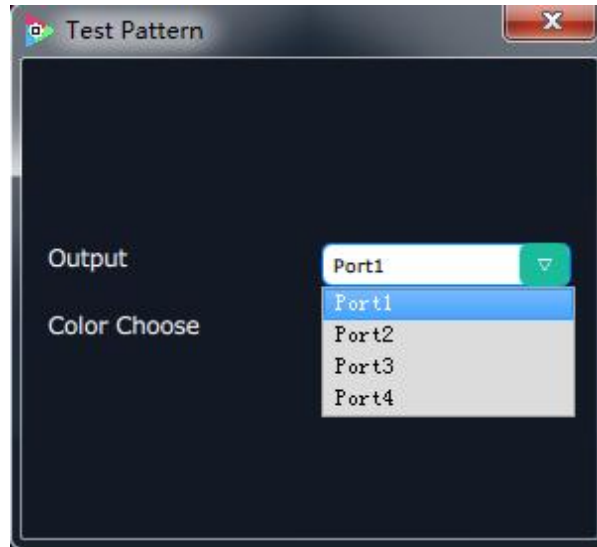 Test Pattern
Output
Port1
Color Choose
Port1
Port2
Port3
Port4